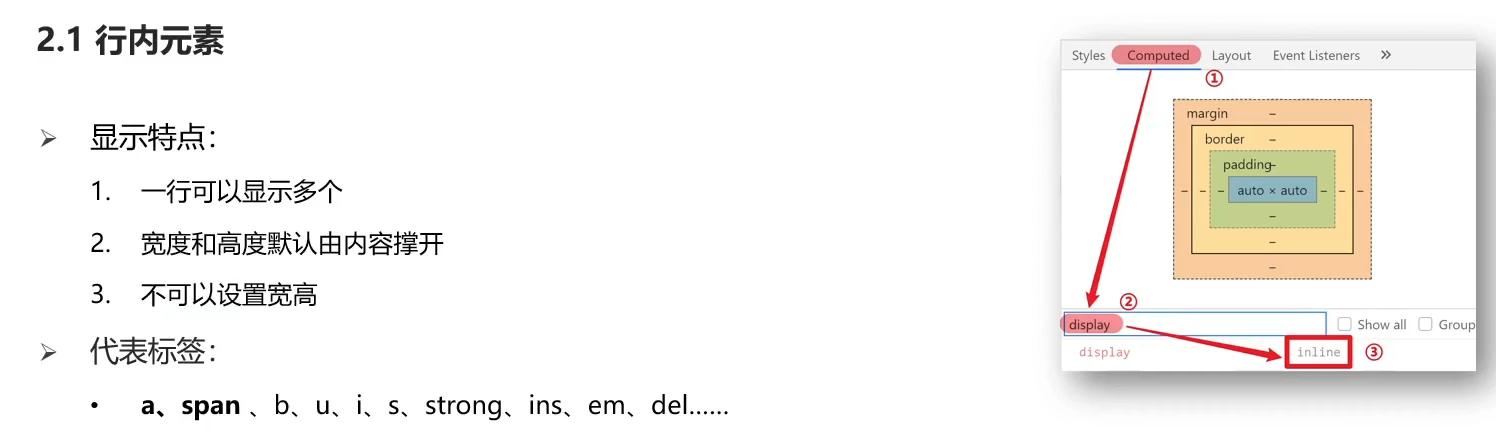 2.1 行内元素
➢ 显示特点：
1. 一行可以显示多个
2. 宽度和高度默认由内容撑开
3. 不可以设置宽高
➢ 代表标签：
• a、span 、b、u、i、s、strong、ins、em、del……
Styles Computed Layout Event Listeners »
①
margin –
border –
padding –
– – – auto × auto – – –
–
–
–
②
display Show all Group
display inline ③